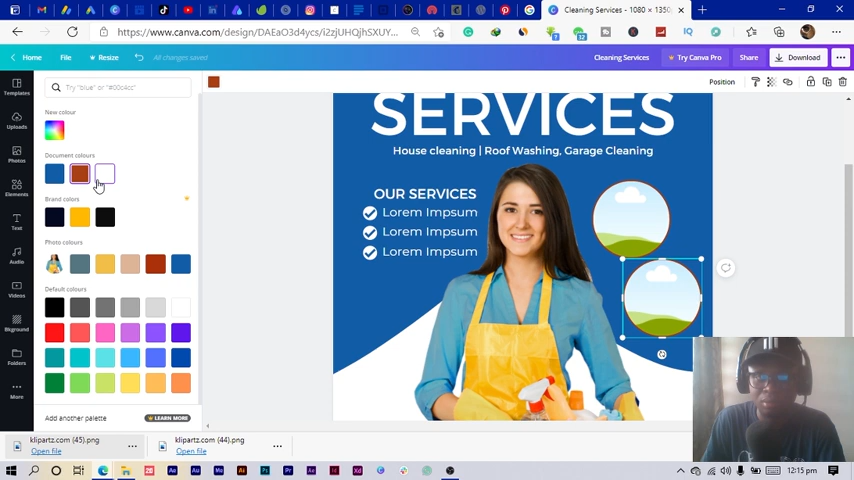 Cleaning Services - 1080 × 1350
https://www.canva.com/design/DAEaO3d4ycs/i2zjUHQjhSXUY...
Home
File
Resize
All changes saved
Cleaning Services
Try Canva Pro
Share
Download
Templates
Uploads
Photos
Elements
Text
Audio
Videos
Bkground
Folders
More
Try "blue" or "#00c4cc"
New colour
Document colours
Brand colors
Photo colours
Default colours
Add another palette
LEARN MORE
Position
SERVICES
House cleaning | Roof Washing, Garage Cleaning
OUR SERVICES
Lorem Impsum
Lorem Impsum
Lorem Impsum
klipartz.com (45).png
Open file
klipartz.com (44).png
Open file
12:15 pm